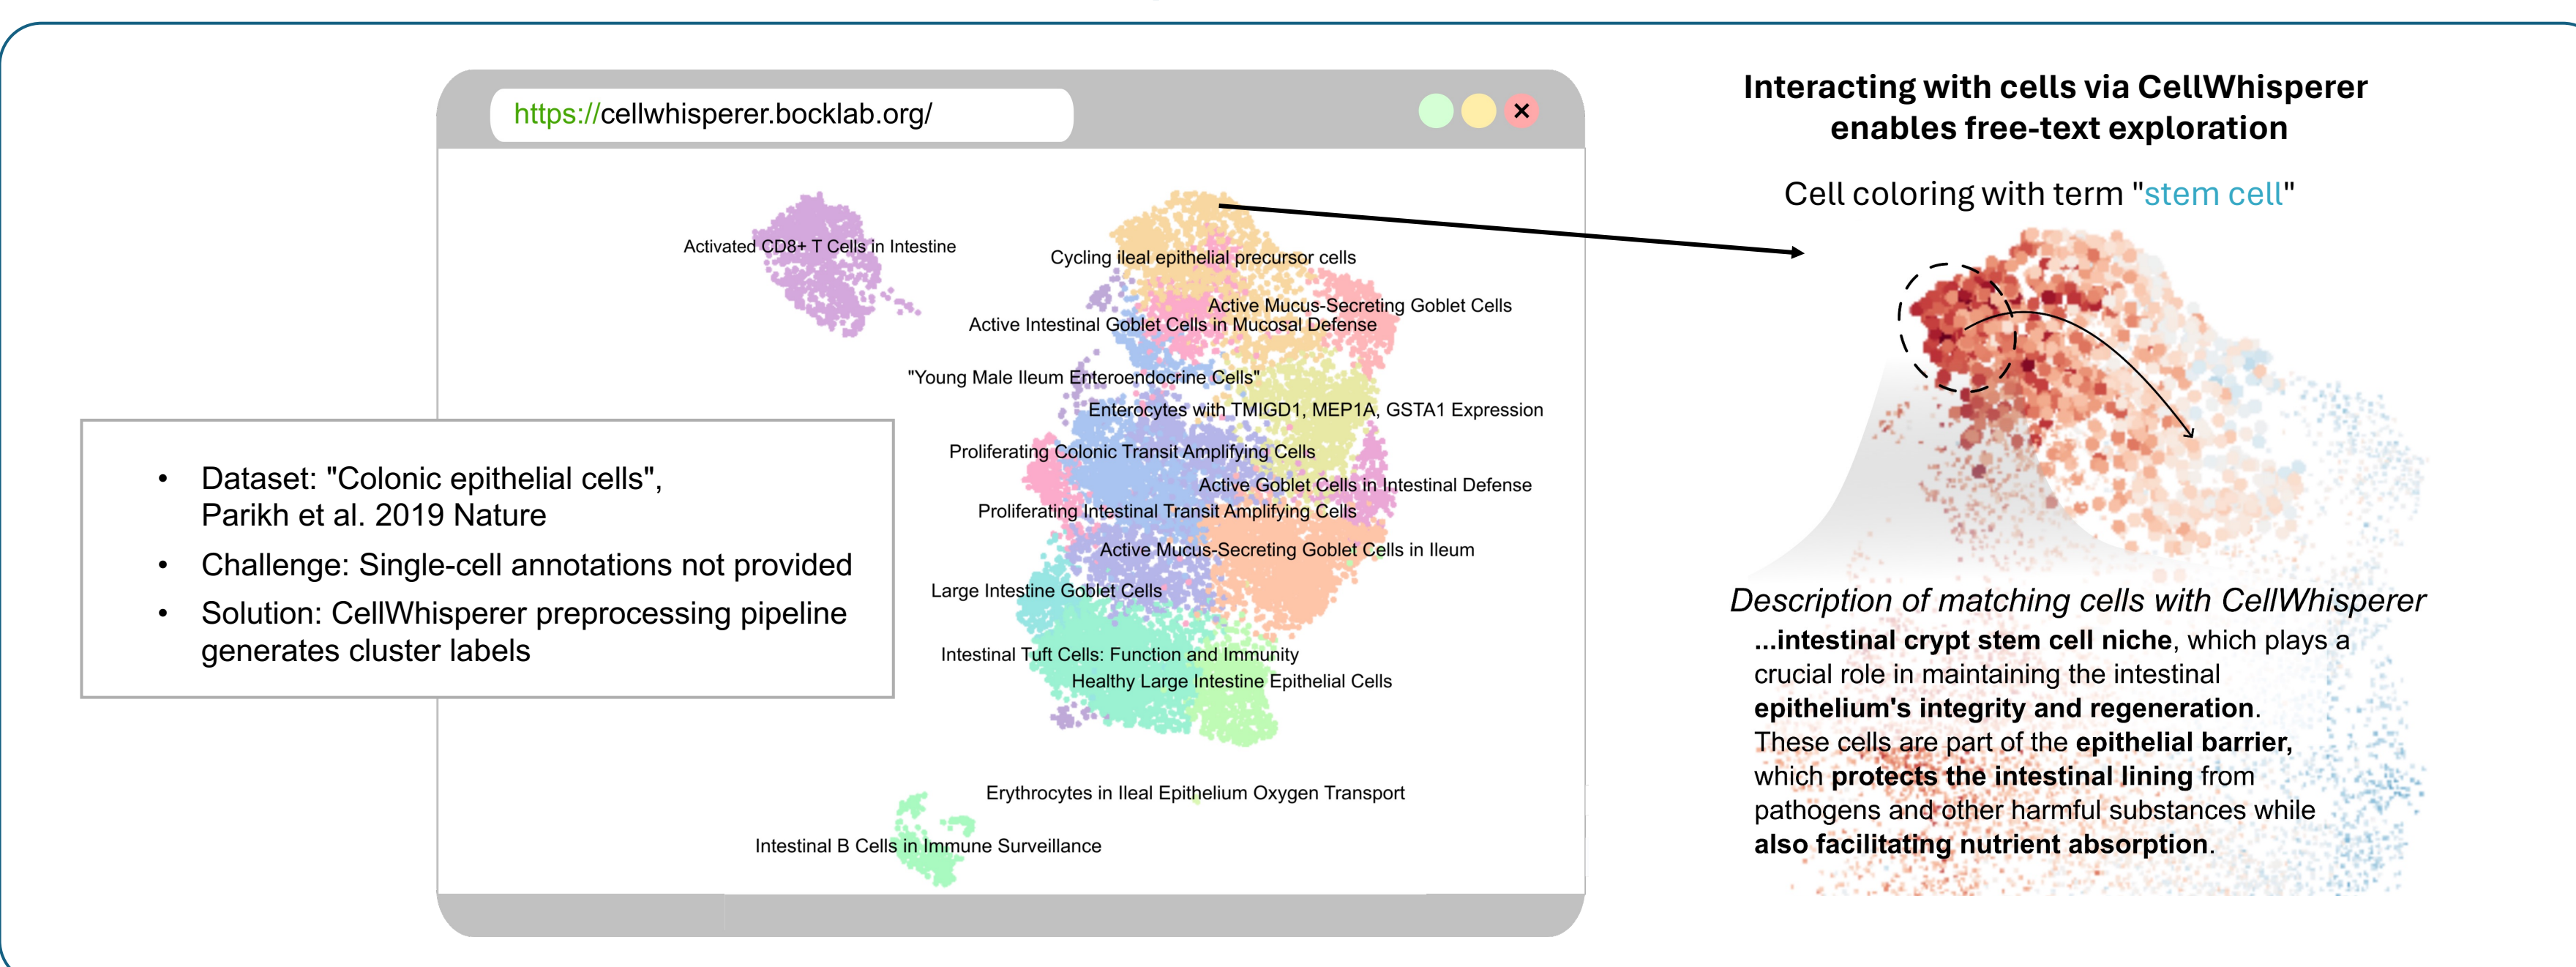 https://cellwhisperer.bocklab.org/
Activated CD8+ T Cells in Intestine
Cycling ileal epithelial precursor cells
Active Mucus-Secreting Goblet Cells
Active Intestinal Goblet Cells in Mucosal Defense
"Young Male Ileum Enteroendocrine Cells"
Enterocytes with TMIGD1, MEP1A, GSTA1 Expression
Proliferating Colonic Transit Amplifying Cells
Active Goblet Cells in Intestinal Defense
Proliferating Intestinal Transit Amplifying Cells
Active Mucus-Secreting Goblet Cells in Ileum
Large Intestine Goblet Cells
Intestinal Tuft Cells: Function and Immunity
Healthy Large Intestine Epithelial Cells
Erythrocytes in Ileal Epithelium Oxygen Transport
Intestinal B Cells in Immune Surveillance
• Dataset: "Colonic epithelial cells",
Parikh et al. 2019 Nature
• Challenge: Single-cell annotations not provided
• Solution: CellWhisperer preprocessing pipeline
generates cluster labels
Interacting with cells via CellWhisperer
enables free-text exploration
Cell coloring with term "stem cell"
Description of matching cells with CellWhisperer
...intestinal crypt stem cell niche, which plays a
crucial role in maintaining the intestinal
epithelium's integrity and regeneration.
These cells are part of the epithelial barrier,
which protects the intestinal lining from
pathogens and other harmful substances while
also facilitating nutrient absorption.